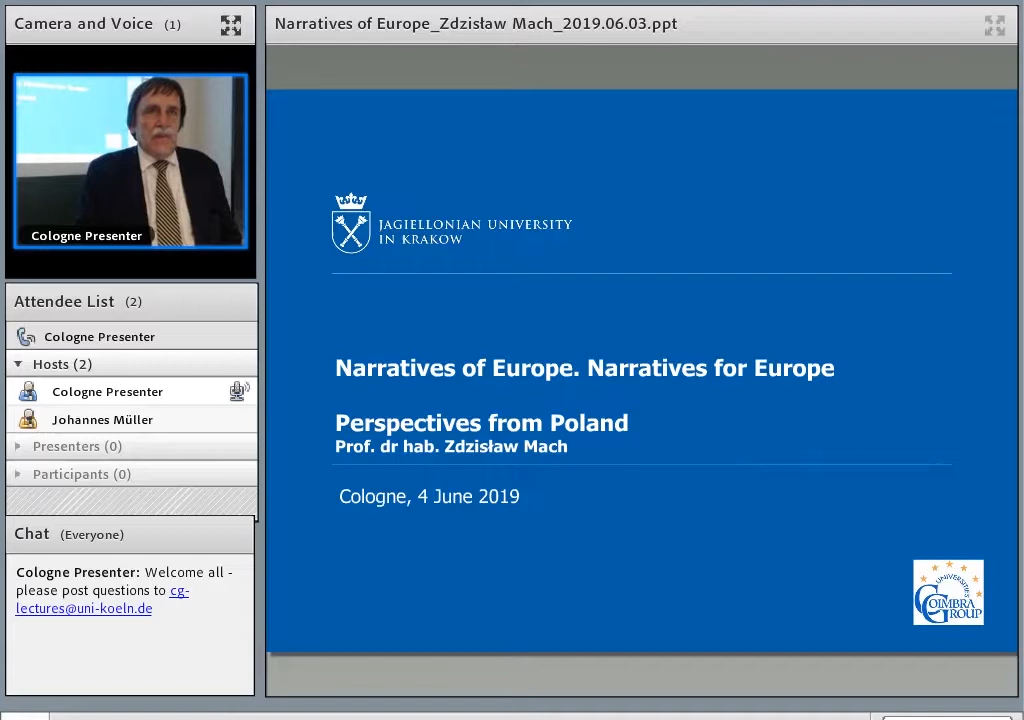 Camera and Voice (1)
Cologne Presenter
Attendee List (2)
Cologne Presenter
Hosts (2)
Cologne Presenter
Johannes Müller
Presenters (0)
Participants (0)
Chat (Everyone)
Cologne Presenter: Welcome all -
please post questions to cg-
lectures@uni-koeln.de
Narratives of Europe_Zdzisław Mach_2019.06.03.ppt
JAGIELLONIAN UNIVERSITY
IN KRAKOW
Narratives of Europe. Narratives for Europe
Perspectives from Poland
Prof. dr hab. Zdzisław Mach
Cologne, 4 June 2019
UNIVERSITIES
COIMBRA
GROUP